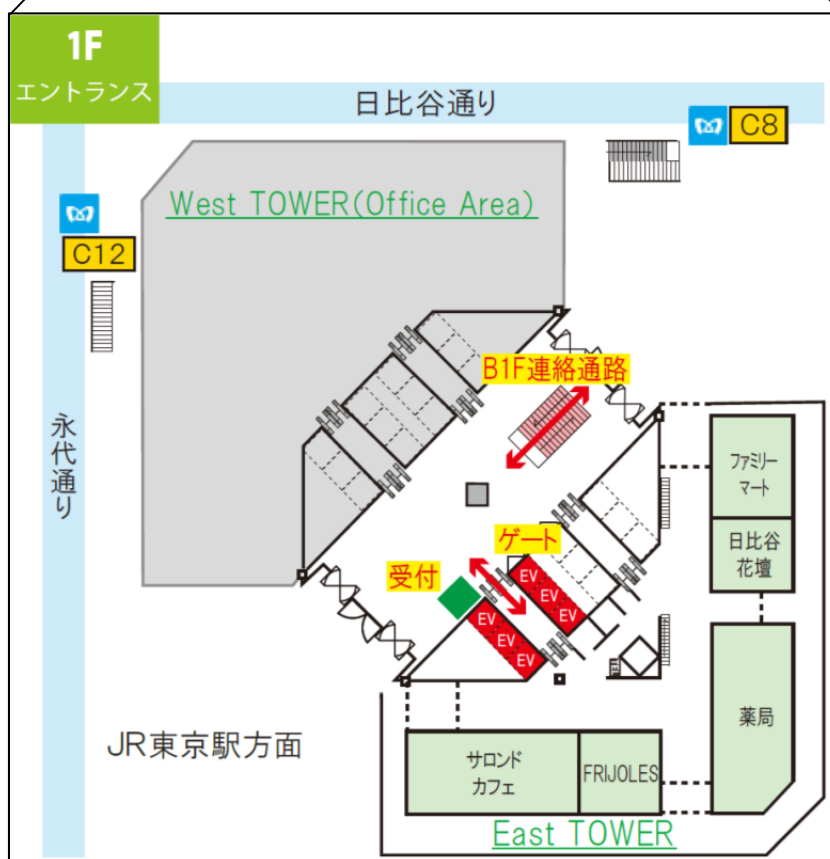 1F
エントランス
日比谷通り
C8
West TOWER(Office Area)
C12
B1F連絡通路
永代通り
ファミリー
マート
日比谷
花壇
ゲート
受付
EV
EV
EV
EV
EV
EV
薬局
JR東京駅方面
サロンド
カフェ
FRIJOLES
East TOWER